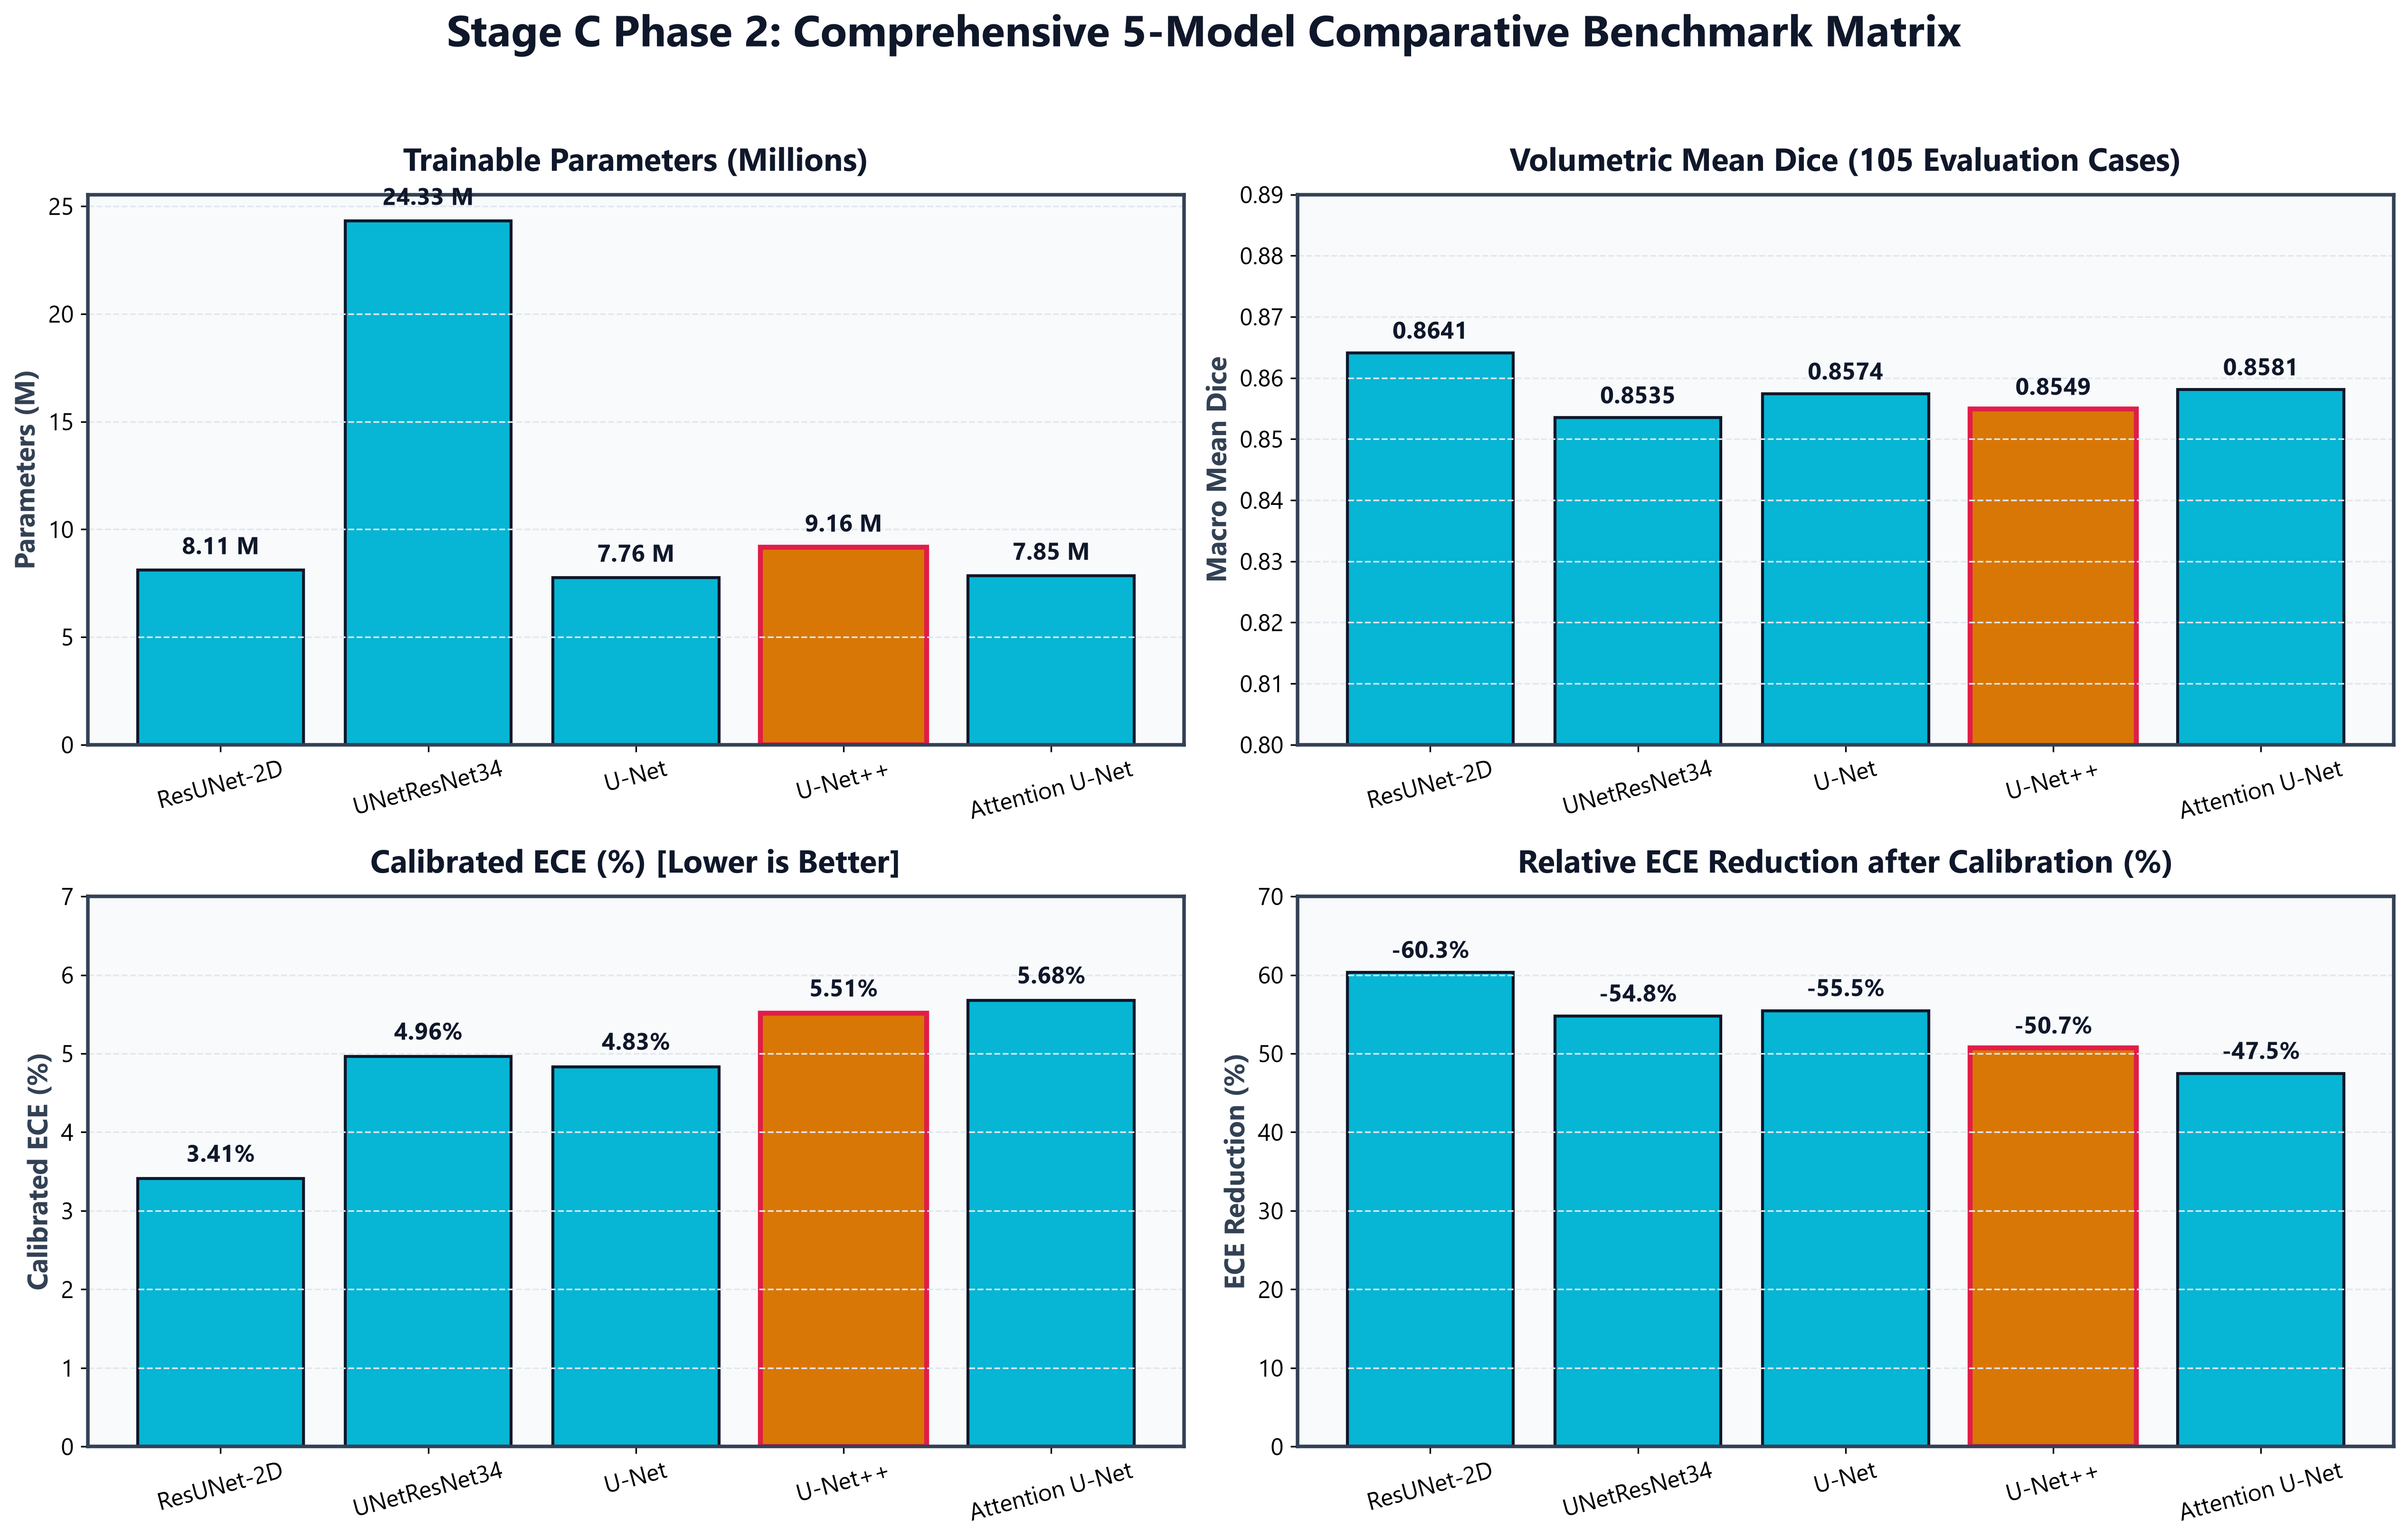 Stage C Phase 2: Comprehensive 5-Model Comparative Benchmark Matrix
Trainable Parameters (Millions)
Parameters (M)
25
20
15
10
5
0
8.11 M
24.33 M
7.76 M
9.16 M
7.85 M
ResUNet-2D
UNetResNet34
U-Net
U-Net++
Attention U-Net
Volumetric Mean Dice (105 Evaluation Cases)
Macro Mean Dice
0.89
0.88
0.87
0.86
0.85
0.84
0.83
0.82
0.81
0.80
0.8641
0.8535
0.8574
0.8549
0.8581
ResUNet-2D
UNetResNet34
U-Net
U-Net++
Attention U-Net
Calibrated ECE (%) [Lower is Better]
Calibrated ECE (%)
7
6
5
4
3
2
1
0
3.41%
4.96%
4.83%
5.51%
5.68%
ResUNet-2D
UNetResNet34
U-Net
U-Net++
Attention U-Net
Relative ECE Reduction after Calibration (%)
ECE Reduction (%)
70
60
50
40
30
20
10
0
-60.3%
-54.8%
-55.5%
-50.7%
-47.5%
ResUNet-2D
UNetResNet34
U-Net
U-Net++
Attention U-Net